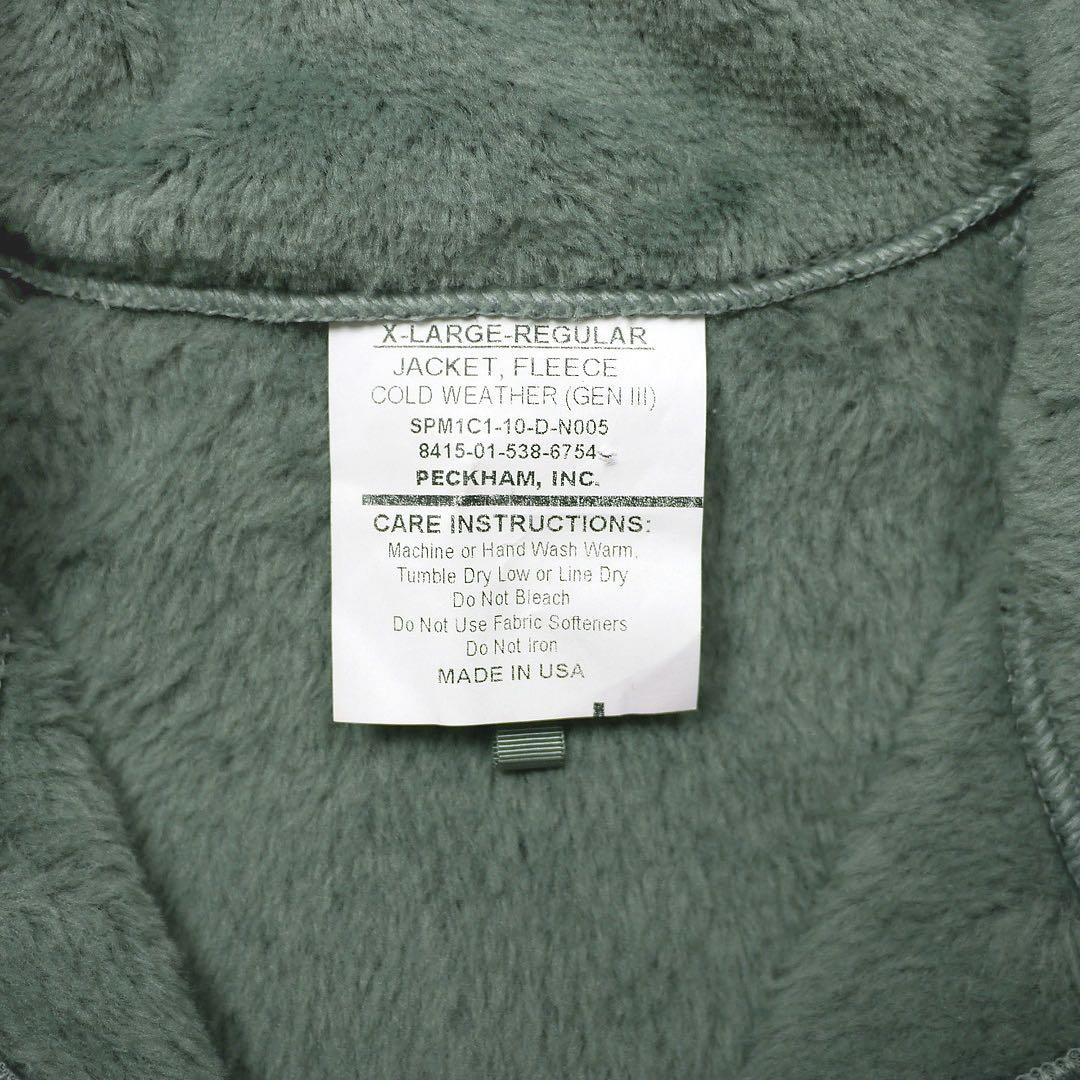 X-LARGE-REGULAR
JACKET, FLEECE
COLD WEATHER (GEN III)
SPM1C1-10-D-N005
8415-01-538-6754
PECKHAM, INC.
CARE INSTRUCTIONS:
Machine or Hand Wash Warm,
Tumble Dry Low or Line Dry
Do Not Bleach
Do Not Use Fabric Softeners
Do Not Iron
MADE IN USA